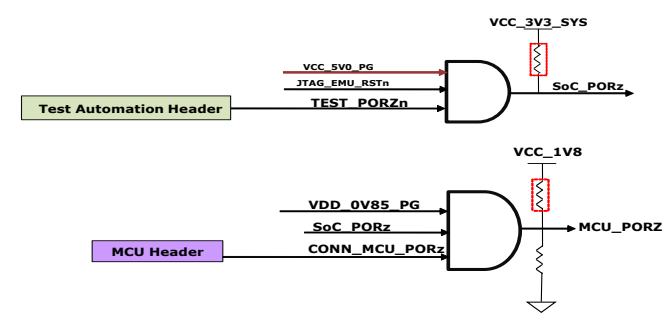 VCC_3V3_SYS
VCC_5V0_PG
JTAG_EMU_RSTn
SoC_PORz
Test Automation Header
TEST_PORZn
VCC_1V8
VDD_0V85_PG
SoC_PORz
MCU_PORZ
MCU Header
CONN_MCU_PORz